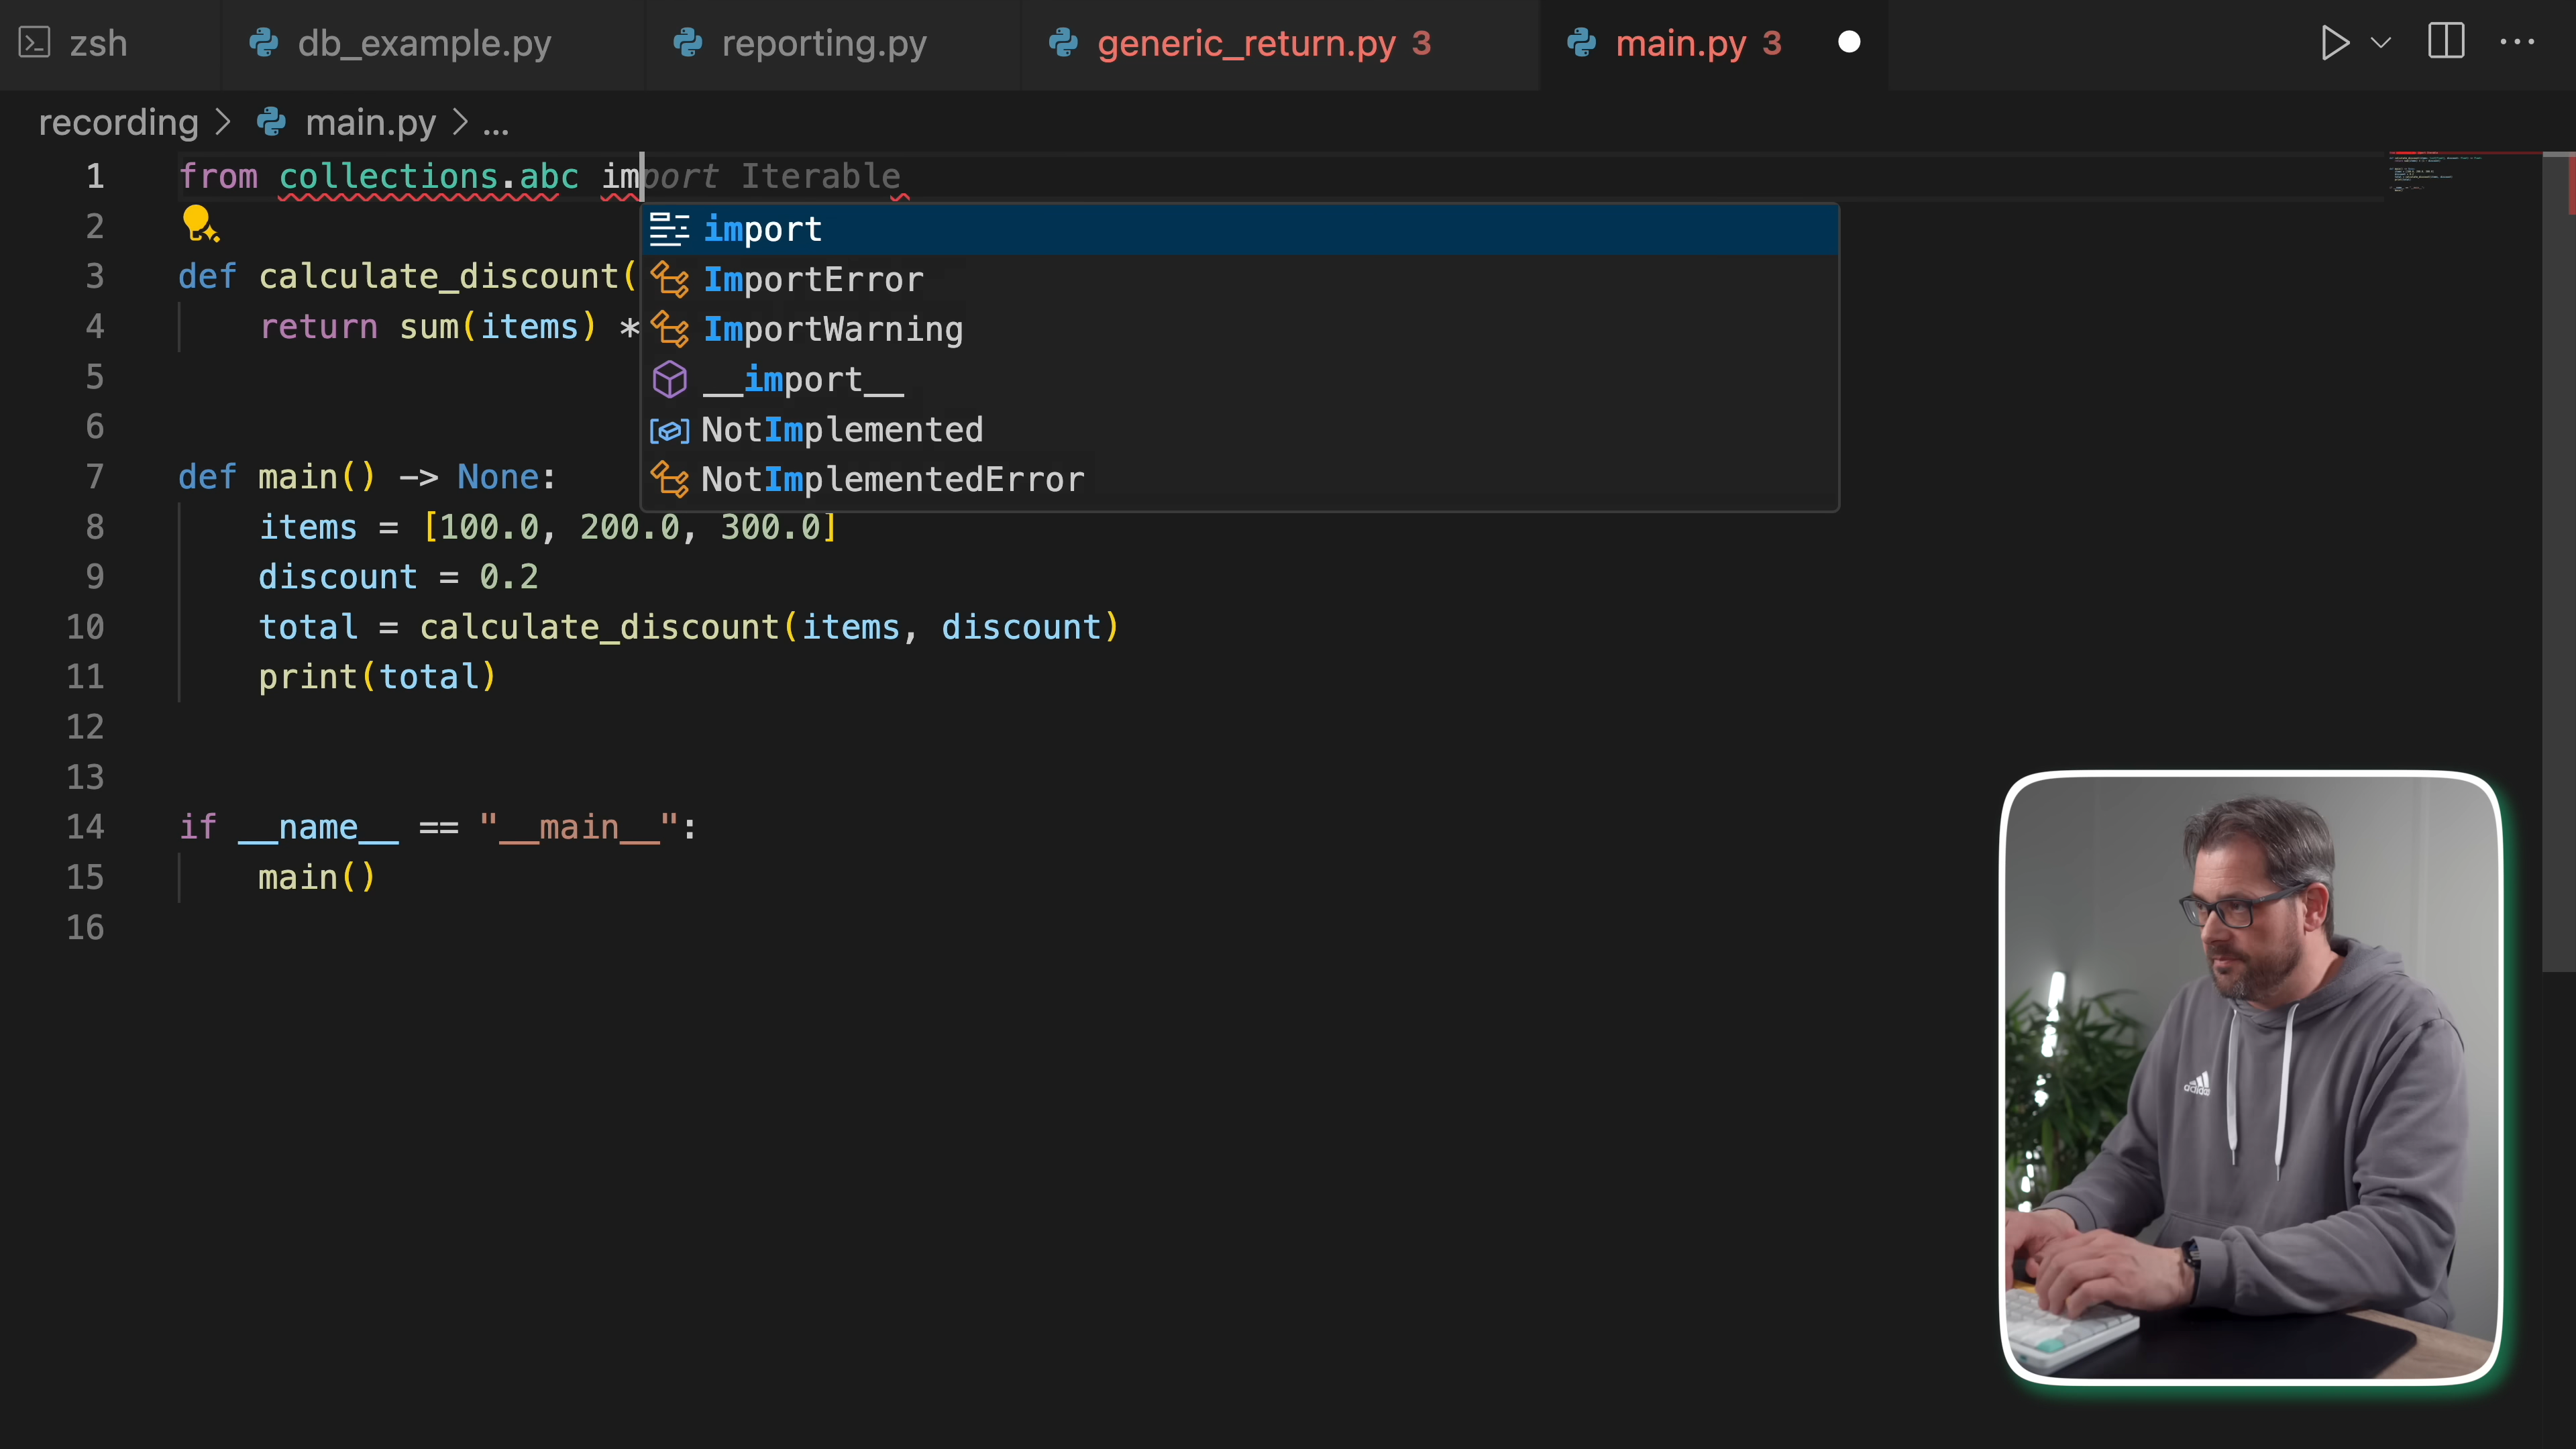 zsh db_example.py reporting.py generic_return.py 3 main.py 3
recording > main.py > ...
1 from collections.abc import Iterable
import
2
ImportError
3 def calculate_discount(
ImportWarning
4 return sum(items) *
__import__
5
NotImplemented
6
NotImplementedError
7 def main() -> None:
8 items = [100.0, 200.0, 300.0]
9 discount = 0.2
10 total = calculate_discount(items, discount)
11 print(total)
12
13
14 if __name__ == "__main__":
15 main()
16
adidas